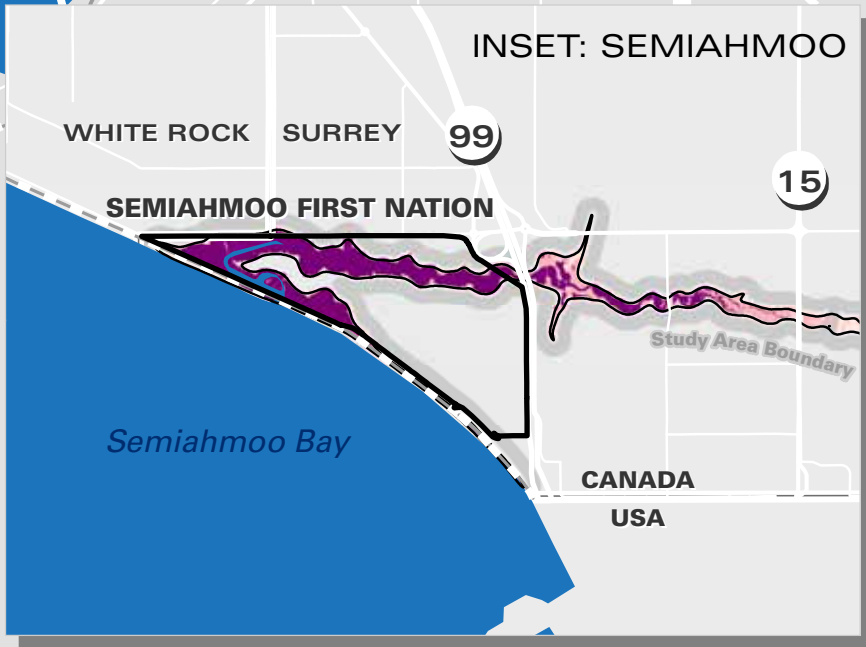 INSET: SEMIAHMOO
WHITE ROCK
SURREY
99
15
SEMIAHMOO FIRST NATION
Study Area Boundary
Semiahmoo Bay
CANADA
USA